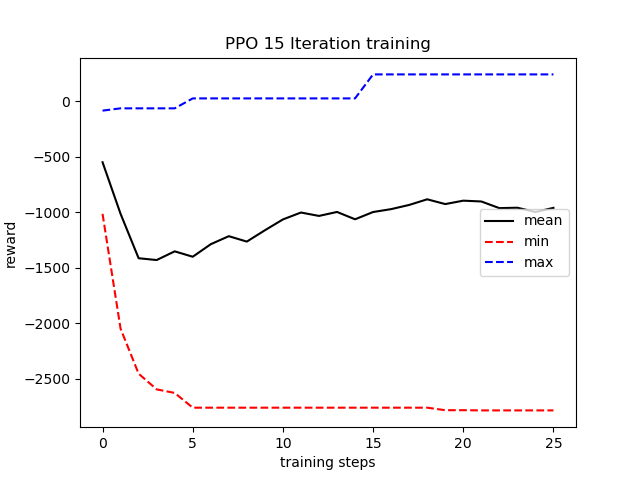 PPO 15 Iteration training
reward
0
−500
−1000
−1500
−2000
−2500
mean
min
max
0 5 10 15 20 25
training steps